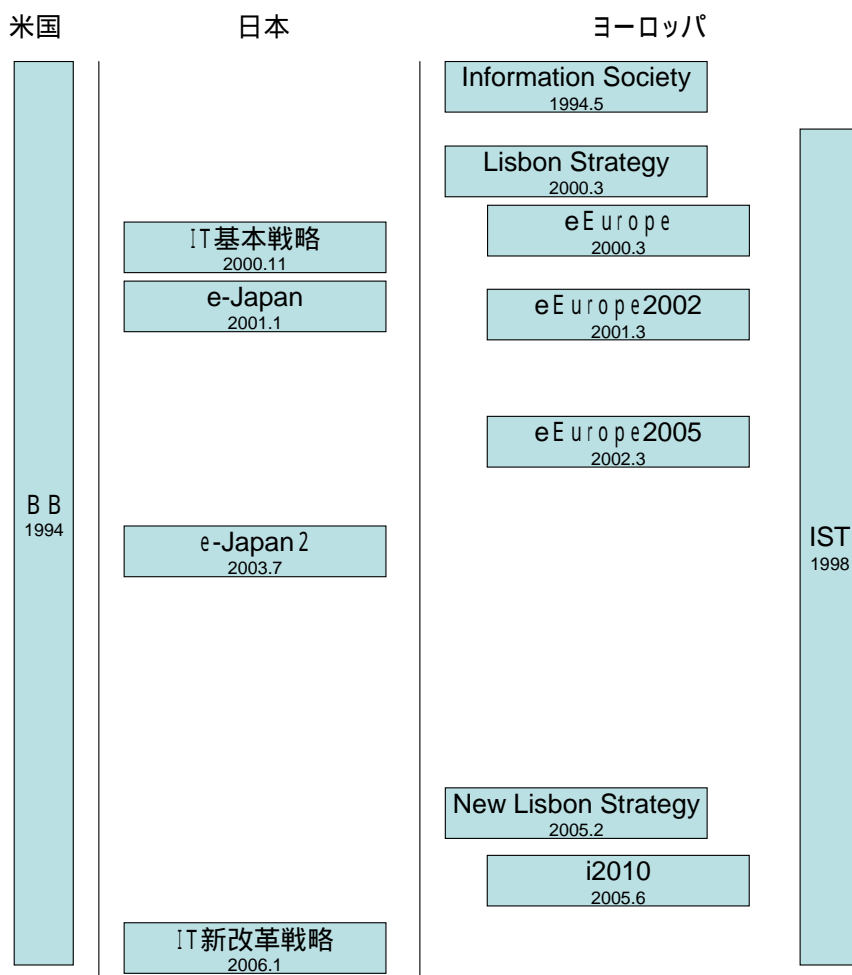 米国
日本
ヨーロッパ
BB
1994
IT基本戦略
2000.11
e-Japan
2001.1
e-Japan2
2003.7
IT新改革戦略
2006.1
Information Society
1994.5
Lisbon Strategy
2000.3
eEurope
2000.3
eEurope2002
2001.3
eEurope2005
2002.3
New Lisbon Strategy
2005.2
i2010
2005.6
IST
1998